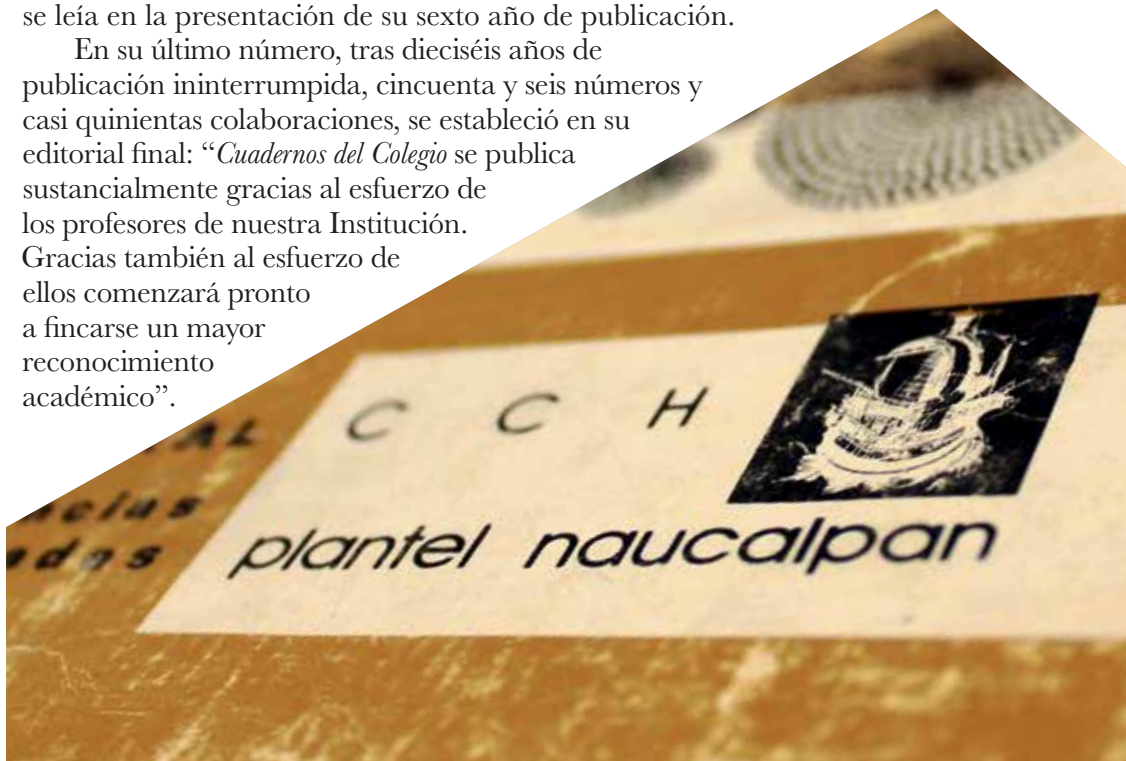 se leía en la presentación de su sexto año de publicación.
En su último número, tras dieciséis años de
publicación ininterrumpida, cincuenta y seis números y
casi quinientas colaboraciones, se estableció en su
editorial final: “Cuadernos del Colegio se publica
sustancialmente gracias al esfuerzo de
los profesores de nuestra Institución.
Gracias también al esfuerzo de
ellos comenzará pronto
a fincarse un mayor
reconocimiento
académico”.
C C H
plantel naucalpan